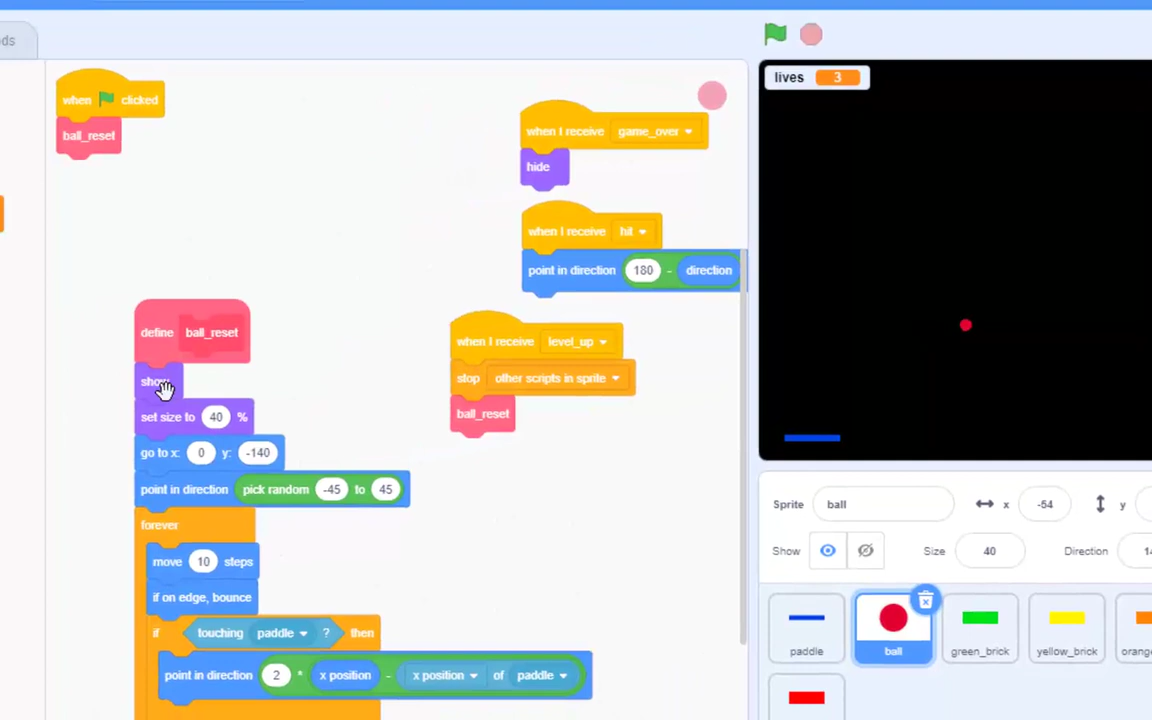 ds
when clicked
ball_reset
when I receive game_over
hide
when I receive hit
point in direction 180 - direction
define ball_reset
show
set size to 40 %
go to x: 0 y: -140
point in direction pick random -45 to 45
forever
move 10 steps
if on edge, bounce
if touching paddle ? then
point in direction 2 * x position - x position of paddle
when I receive level_up
stop other scripts in sprite
ball_reset
lives 3
Sprite ball x -54 y
Show Size 40 Direction
paddle ball green_brick yellow_brick